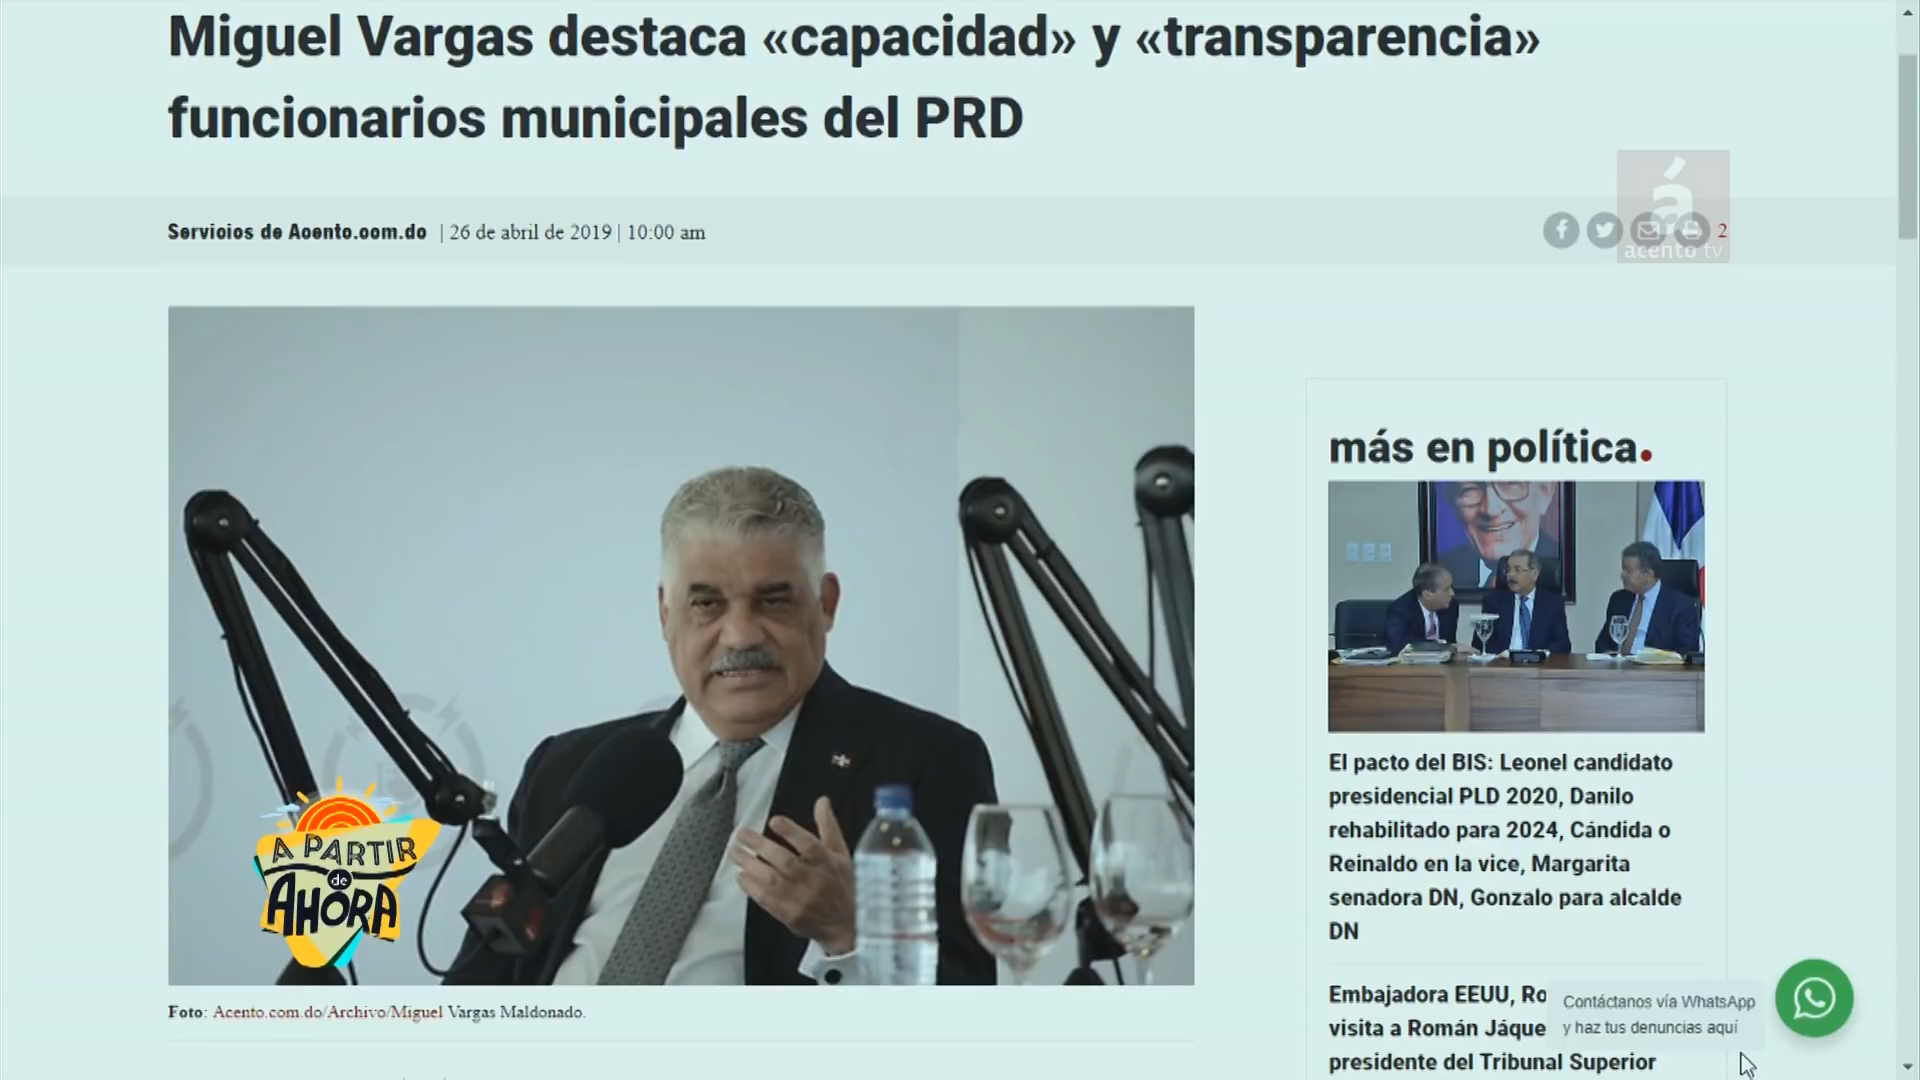 Miguel Vargas destaca «capacidad» y «transparencia»
funcionarios municipales del PRD
Servicios de Acento.com.do | 26 de abril de 2019 | 10:00 am
2
á
acento tv
A PARTIR
de
AHORA
Foto: Acento.com.do/Archivo/Miguel Vargas Maldonado.
más en política.
El pacto del BIS: Leonel candidato
presidencial PLD 2020, Danilo
rehabilitado para 2024, Cándida o
Reinaldo en la vice, Margarita
senadora DN, Gonzalo para alcalde
DN
Embajadora EEUU, Ro
visita a Román Jáque
presidente del Tribunal Superior
Contáctanos vía WhatsApp
y haz tus denuncias aquí